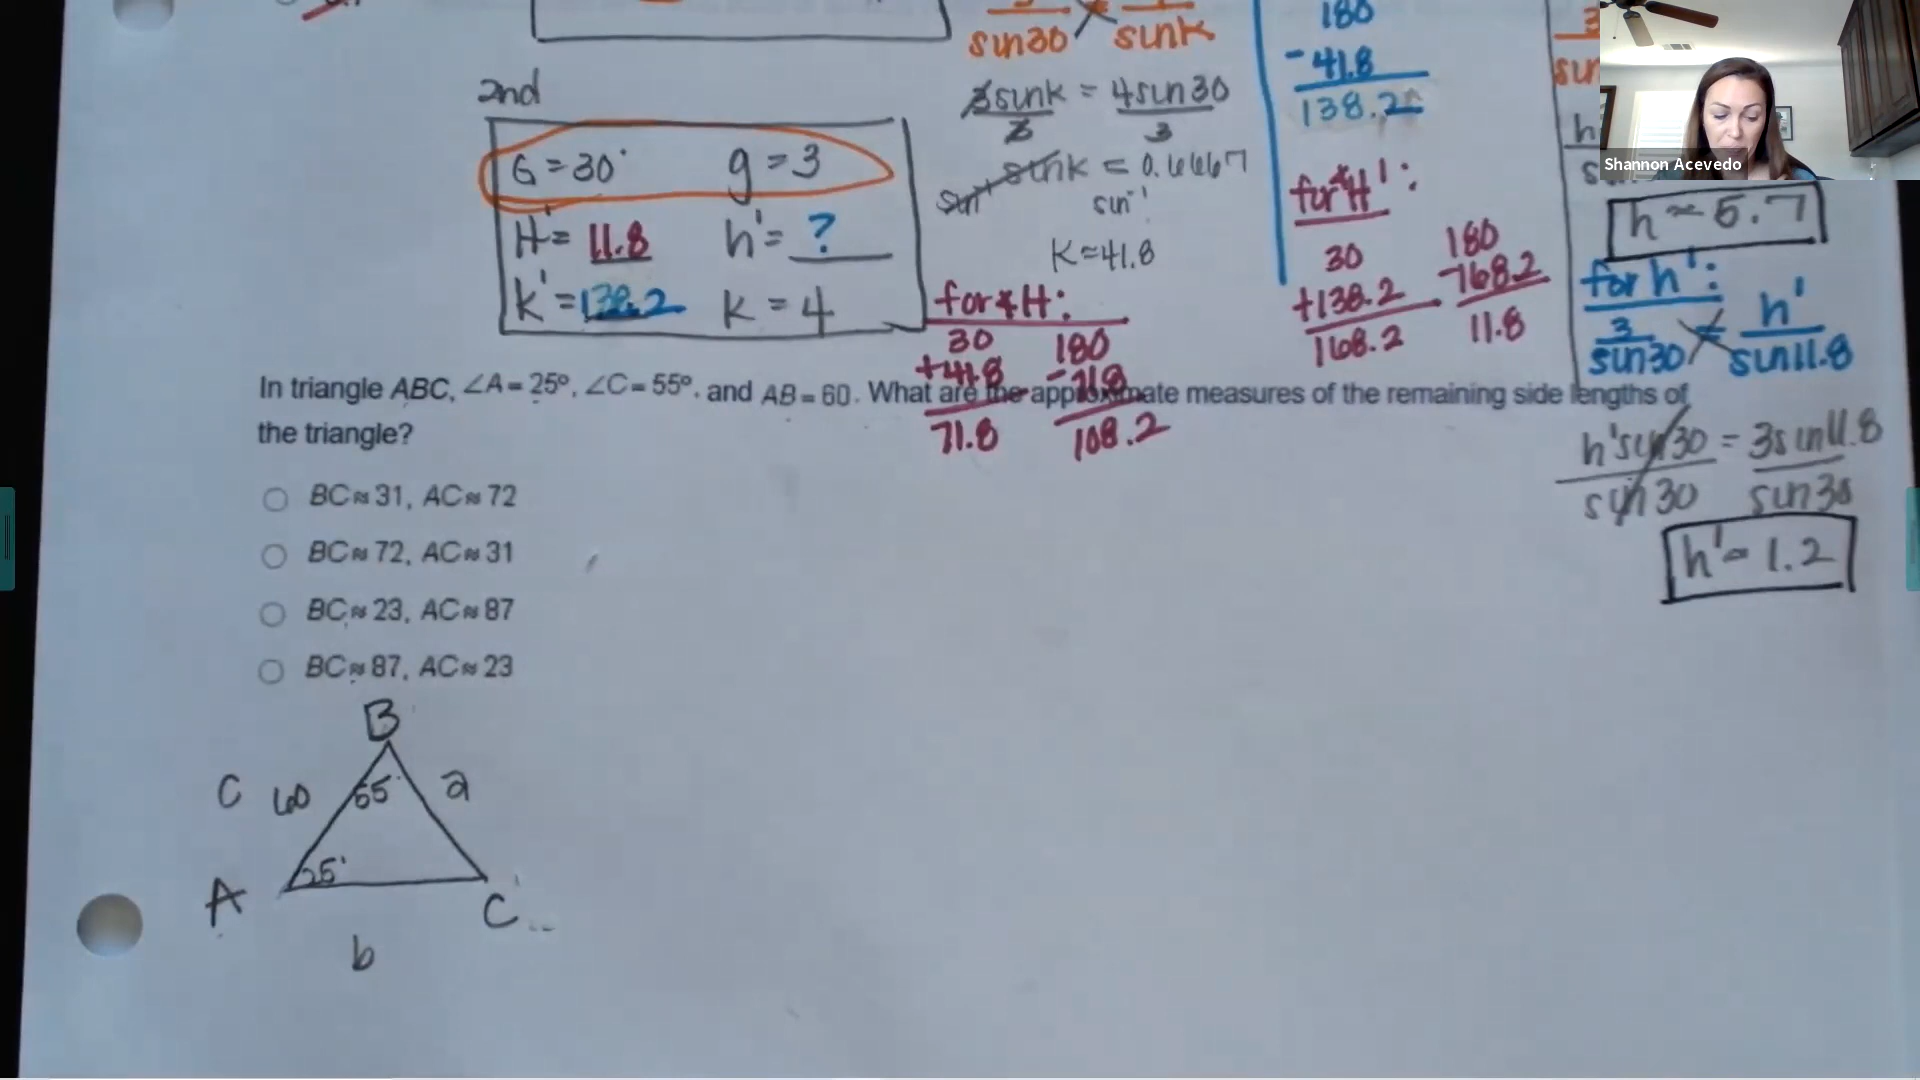 sin30 sinK
180
-41.8
138.2
2nd
G = 30° g = 3
H' = 11.8 h' = ?
k' = 138.2 k = 4
3sinK = 4sin30
3 3
sinK = 0.6667
sin⁻¹ sin⁻¹
K = 41.8
for ∡H:
30
+41.8
71.8
180
-71.8
108.2
for ∡H':
30
+138.2
168.2
180
-168.2
11.8
Shannon Acevedo
h ≈ 5.7
for h':
3 = h'
sin30 sin11.8
h'sin30 = 3sin11.8
sin30 sin30
h' = 1.2
In triangle ABC, ∠A = 25°, ∠C = 55°, and AB = 60. What are the approximate measures of the remaining side lengths of
the triangle?
BC ≈ 31, AC ≈ 72
BC ≈ 72, AC ≈ 31
BC ≈ 23, AC ≈ 87
BC ≈ 87, AC ≈ 23
B
C 60 55° a
25°
A C
b